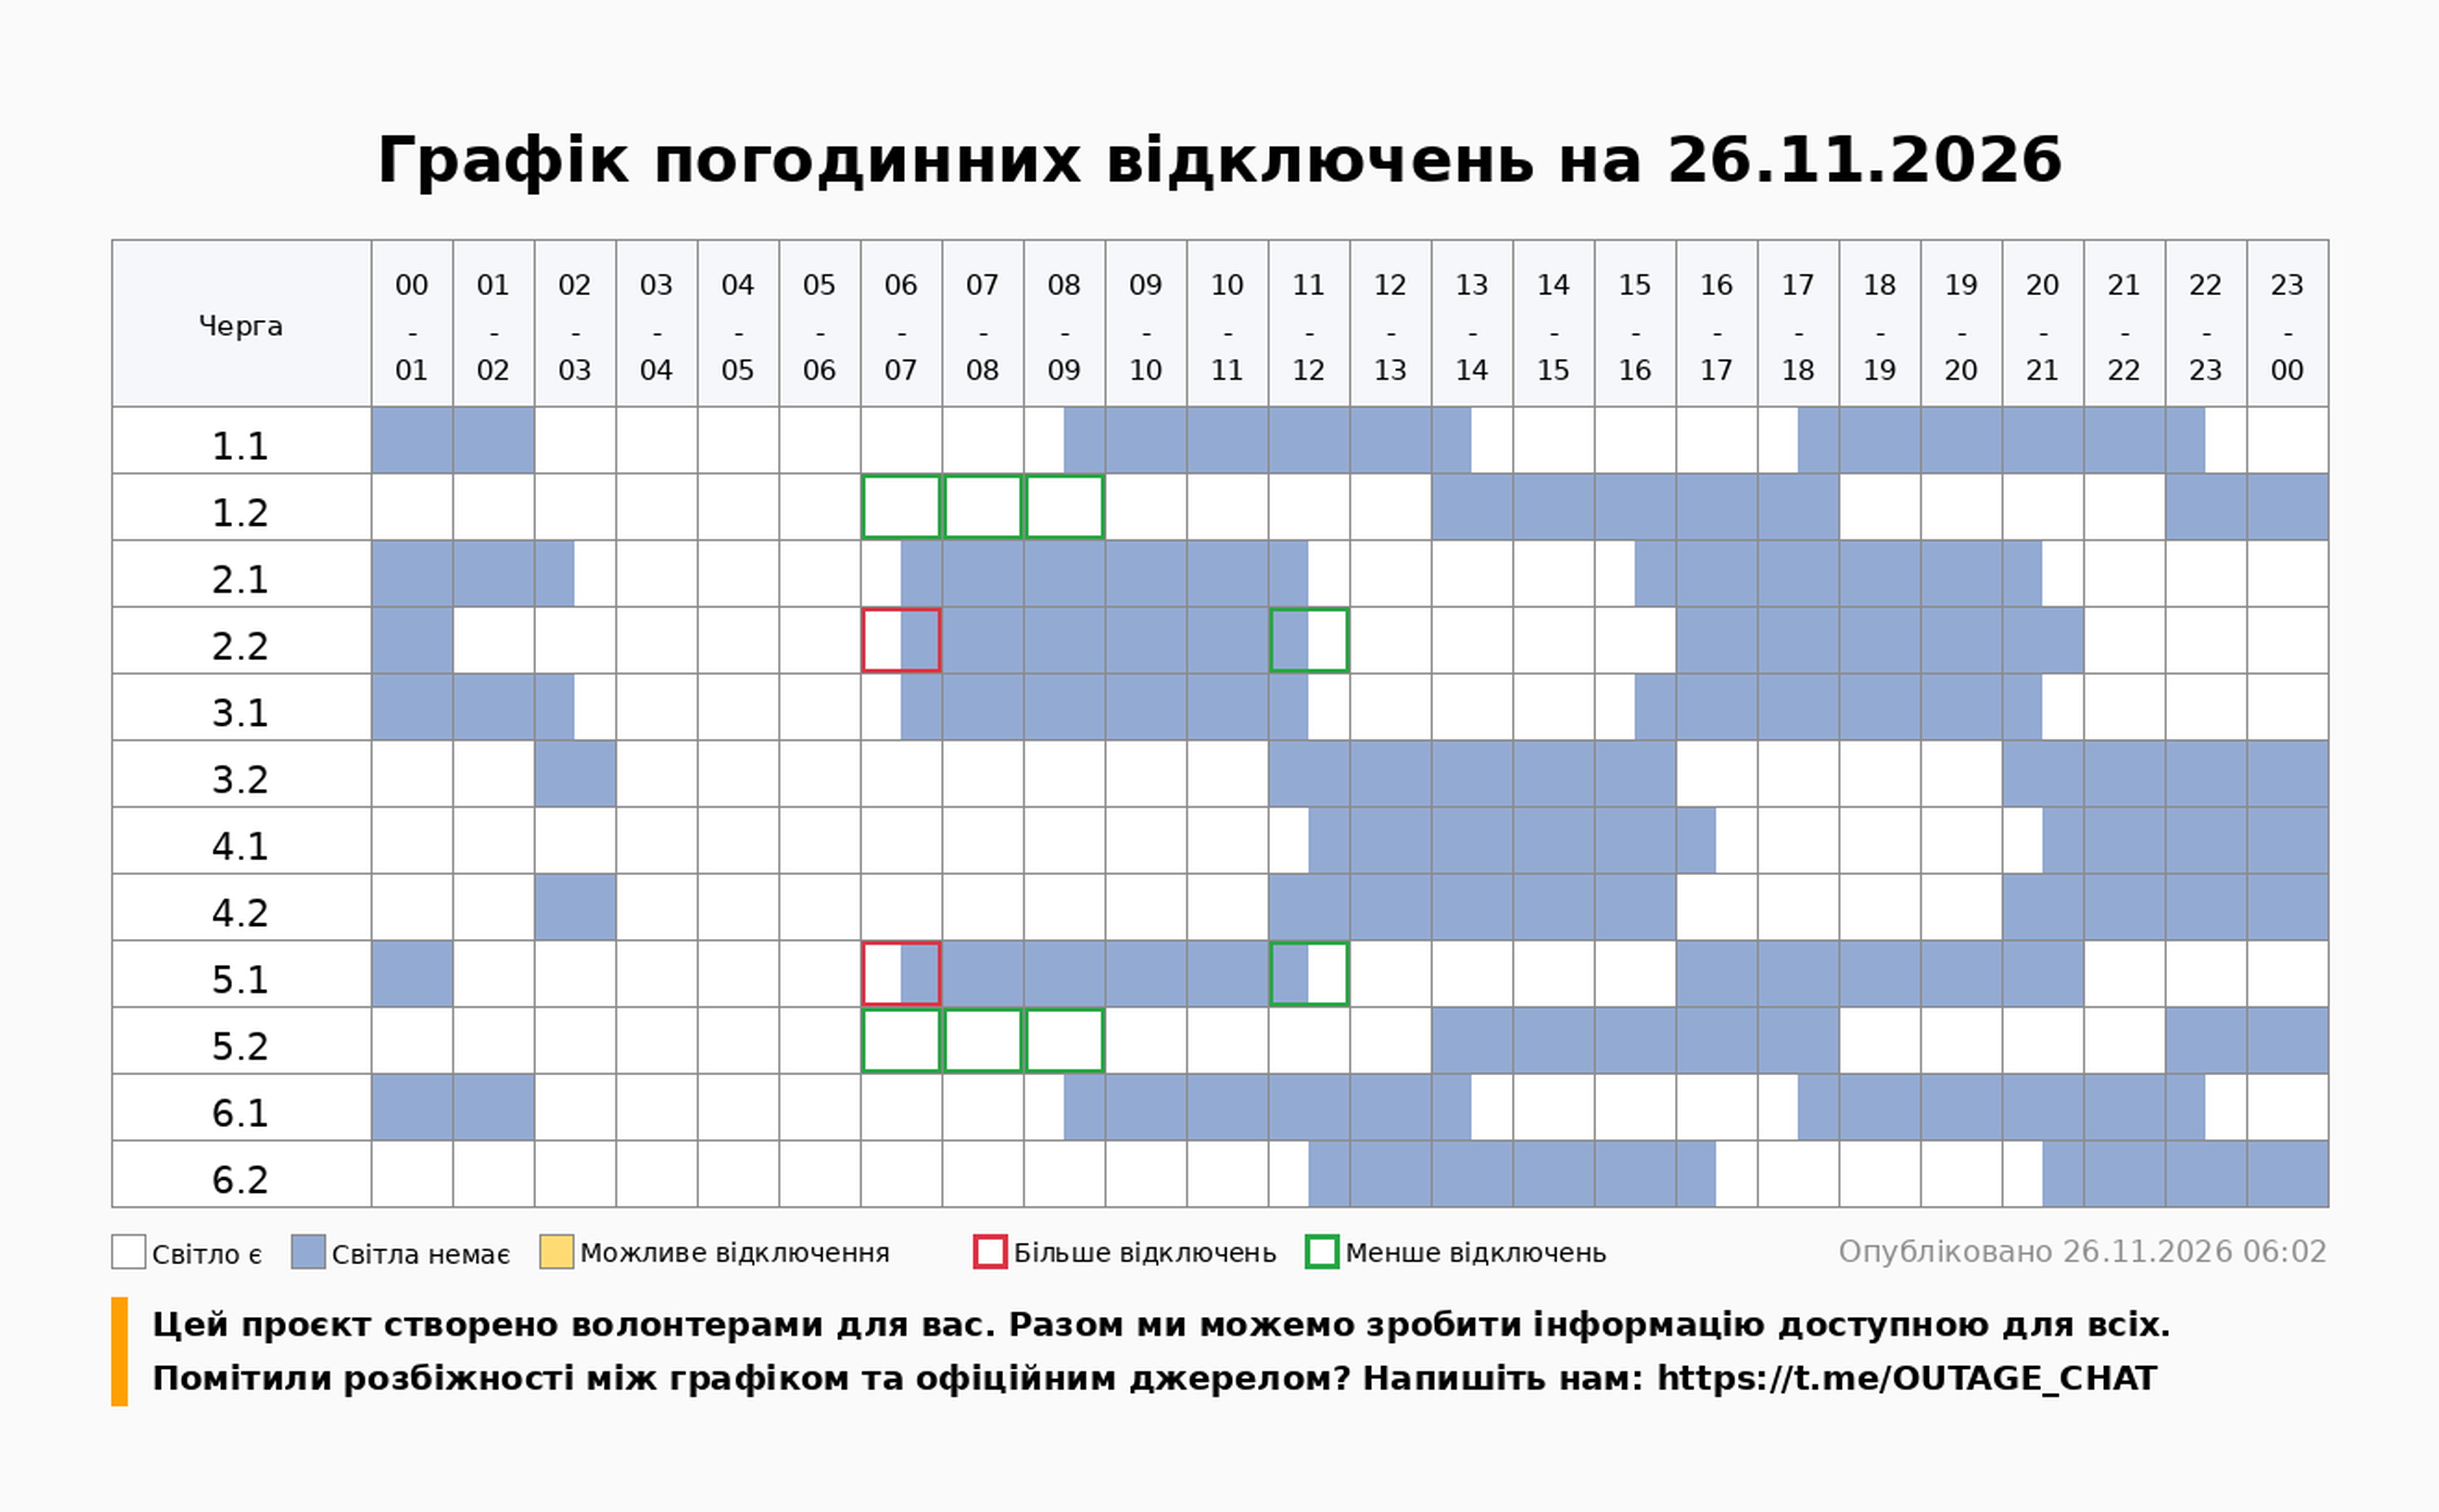 Графік погодинних відключень на 26.11.2026
Черга
00 - 01
01 - 02
02 - 03
03 - 04
04 - 05
05 - 06
06 - 07
07 - 08
08 - 09
09 - 10
10 - 11
11 - 12
12 - 13
13 - 14
14 - 15
15 - 16
16 - 17
17 - 18
18 - 19
19 - 20
20 - 21
21 - 22
22 - 23
23 - 00
1.1
1.2
2.1
2.2
3.1
3.2
4.1
4.2
5.1
5.2
6.1
6.2
Світло є Світла немає Можливе відключення Більше відключень Менше відключень Опубліковано 26.11.2026 06:02
Цей проєкт створено волонтерами для вас. Разом ми можемо зробити інформацію доступною для всіх.
Помітили розбіжності між графіком та офіційним джерелом? Напишіть нам: https://t.me/OUTAGE_CHAT